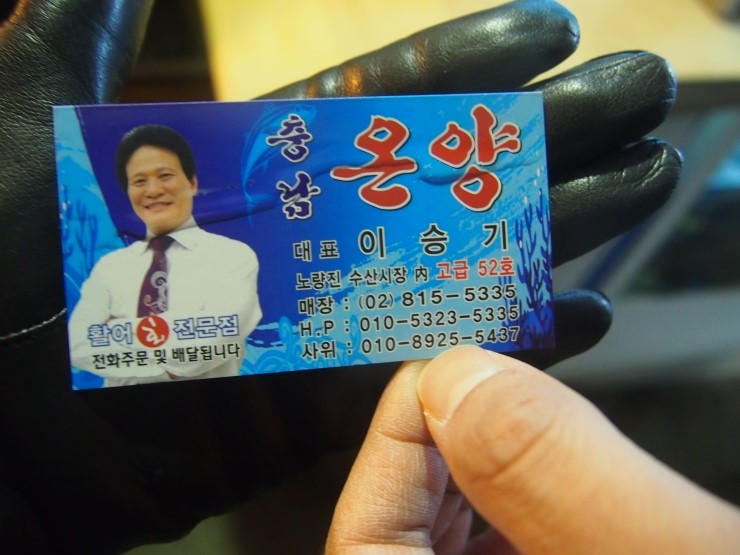 충남 온양
대표 이승기
노량진 수산시장 內 고급 52호
매장 : (02) 815-5335
H.P : 010-5323-5335
사위 : 010-8925-5437
활어 회 전문점
전화주문 및 배달됩니다